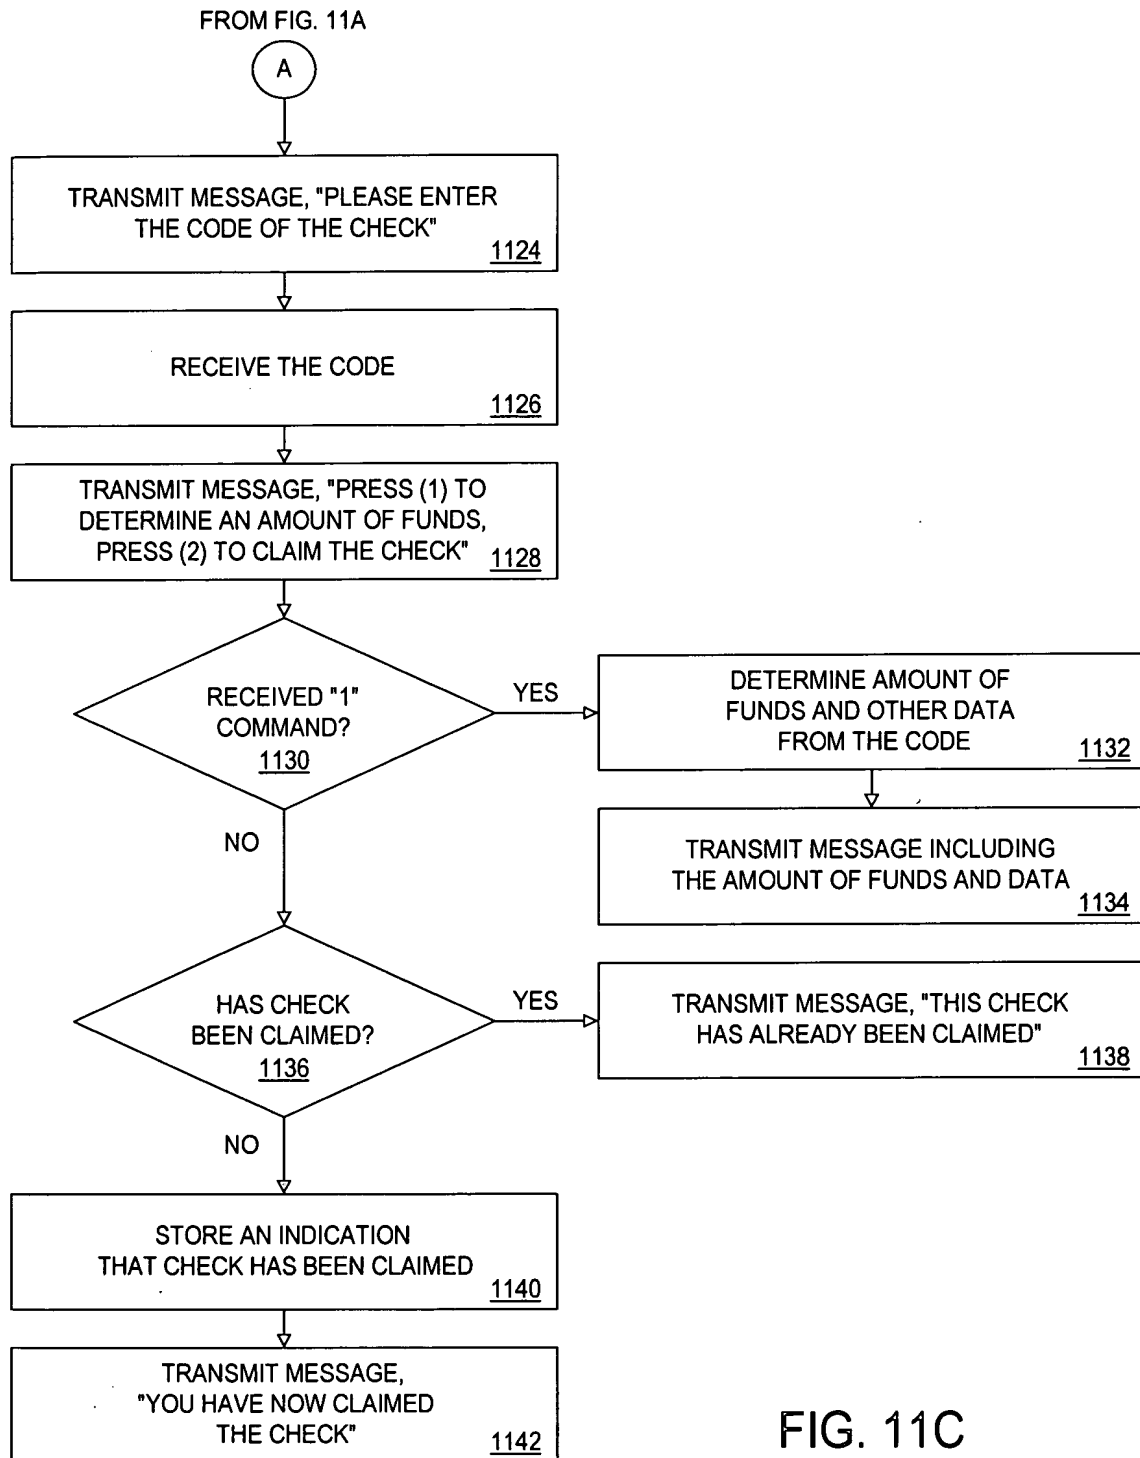 FROM FIG. 11A
A
TRANSMIT MESSAGE, "PLEASE ENTER
THE CODE OF THE CHECK"
1124
RECEIVE THE CODE
1126
TRANSMIT MESSAGE, "PRESS (1) TO
DETERMINE AN AMOUNT OF FUNDS,
PRESS (2) TO CLAIM THE CHECK"
1128
RECEIVED "1"
COMMAND?
1130
YES
DETERMINE AMOUNT OF
FUNDS AND OTHER DATA
FROM THE CODE
1132
TRANSMIT MESSAGE INCLUDING
THE AMOUNT OF FUNDS AND DATA
1134
NO
HAS CHECK
BEEN CLAIMED?
1136
YES
TRANSMIT MESSAGE, "THIS CHECK
HAS ALREADY BEEN CLAIMED"
1138
NO
STORE AN INDICATION
THAT CHECK HAS BEEN CLAIMED
1140
TRANSMIT MESSAGE,
"YOU HAVE NOW CLAIMED
THE CHECK"
1142
FIG. 11C